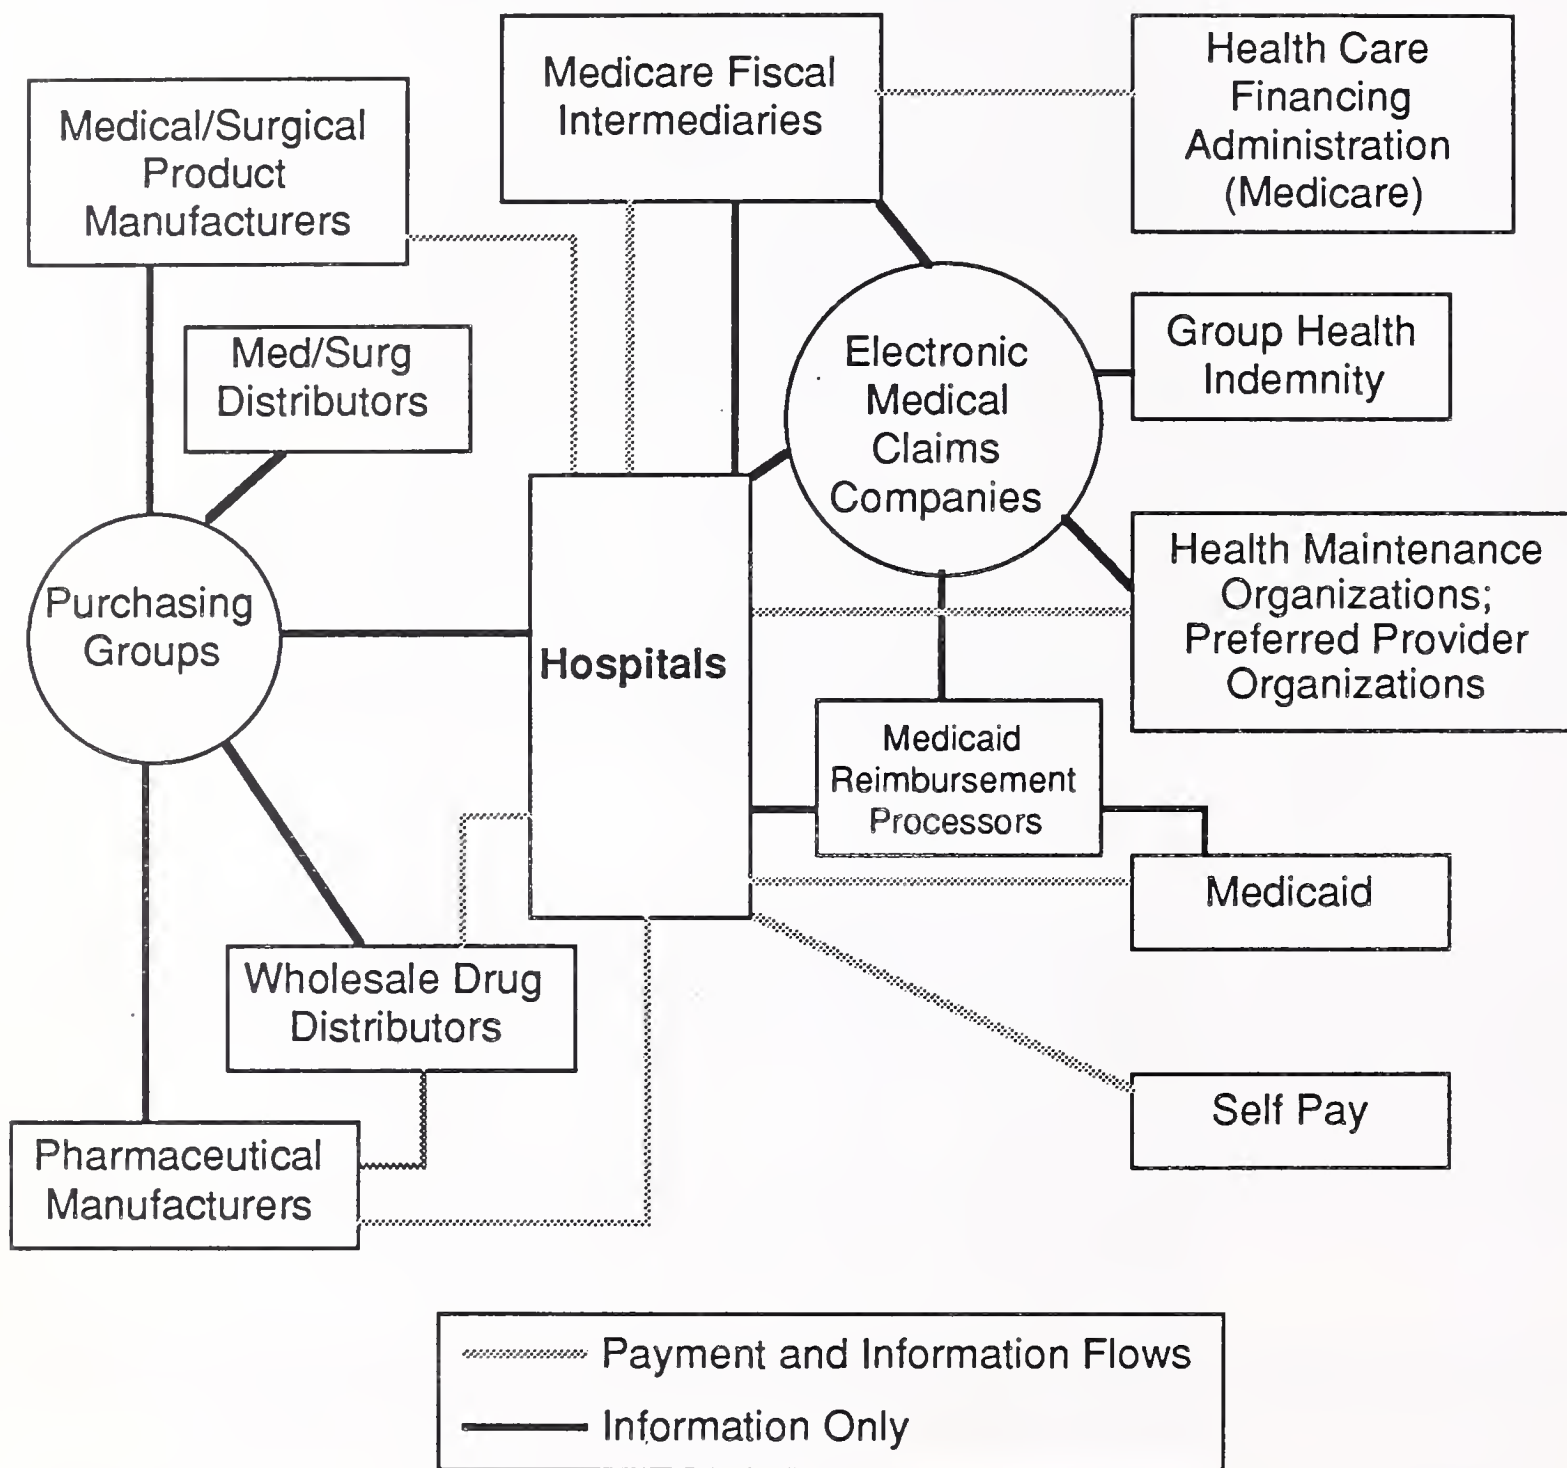 Medicare Fiscal
Intermediaries
Health Care
Financing
Administration
(Medicare)
Medical/Surgical
Product
Manufacturers
Med/Surg
Distributors
Electronic
Medical
Claims
Companies
Group Health
Indemnity
Purchasing
Groups
Hospitals
Health Maintenance
Organizations;
Preferred Provider
Organizations
Medicaid
Reimbursement
Processors
Medicaid
Wholesale Drug
Distributors
Self Pay
Pharmaceutical
Manufacturers
Payment and Information Flows
Information Only